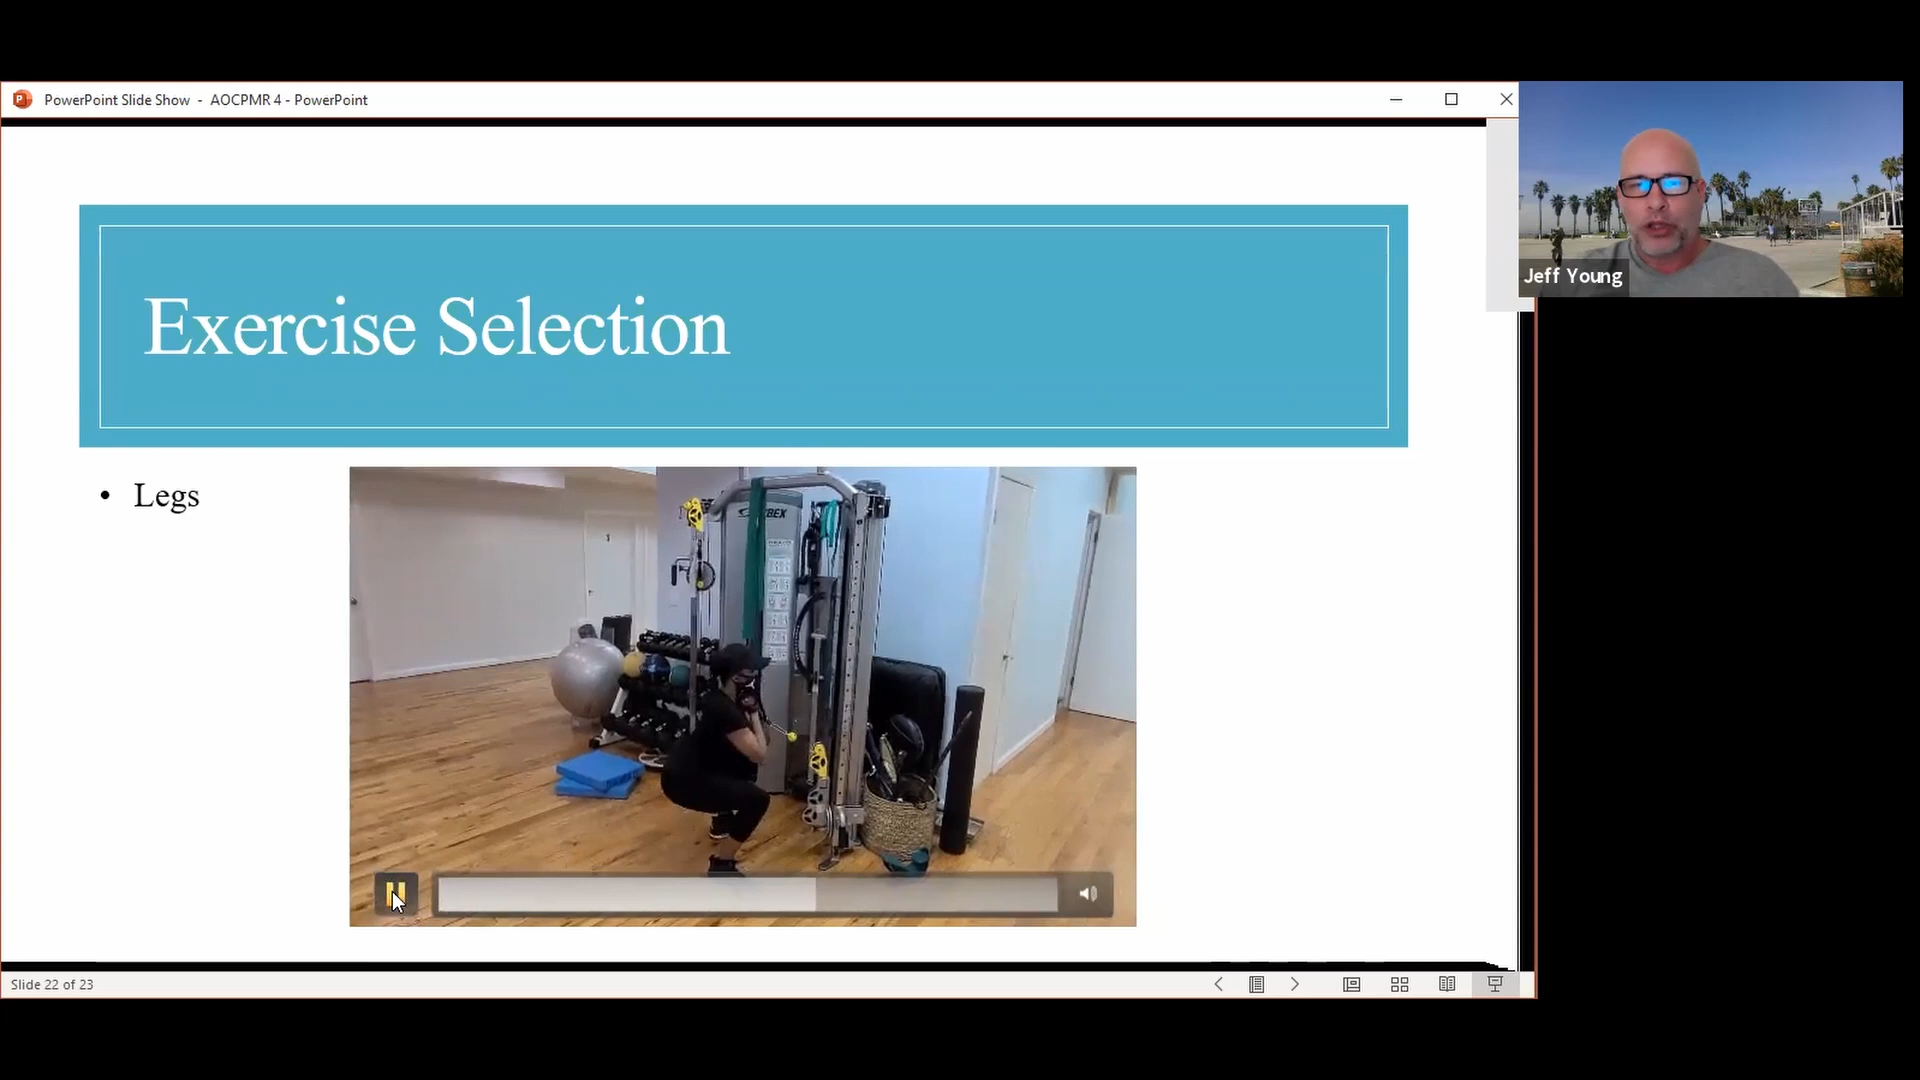 PowerPoint Slide Show - AOCPMR 4 - PowerPoint
Exercise Selection
• Legs
Jeff Young
Slide 22 of 23